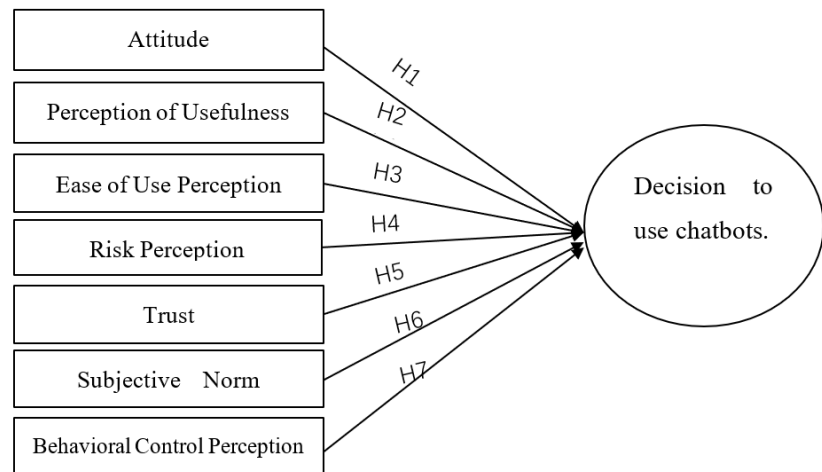 Attitude
H1
Perception of Usefulness
H2
Ease of Use Perception
H3
Risk Perception
H4
Trust
H5
Subjective Norm
H6
Behavioral Control Perception
H7
Decision to
use chatbots.